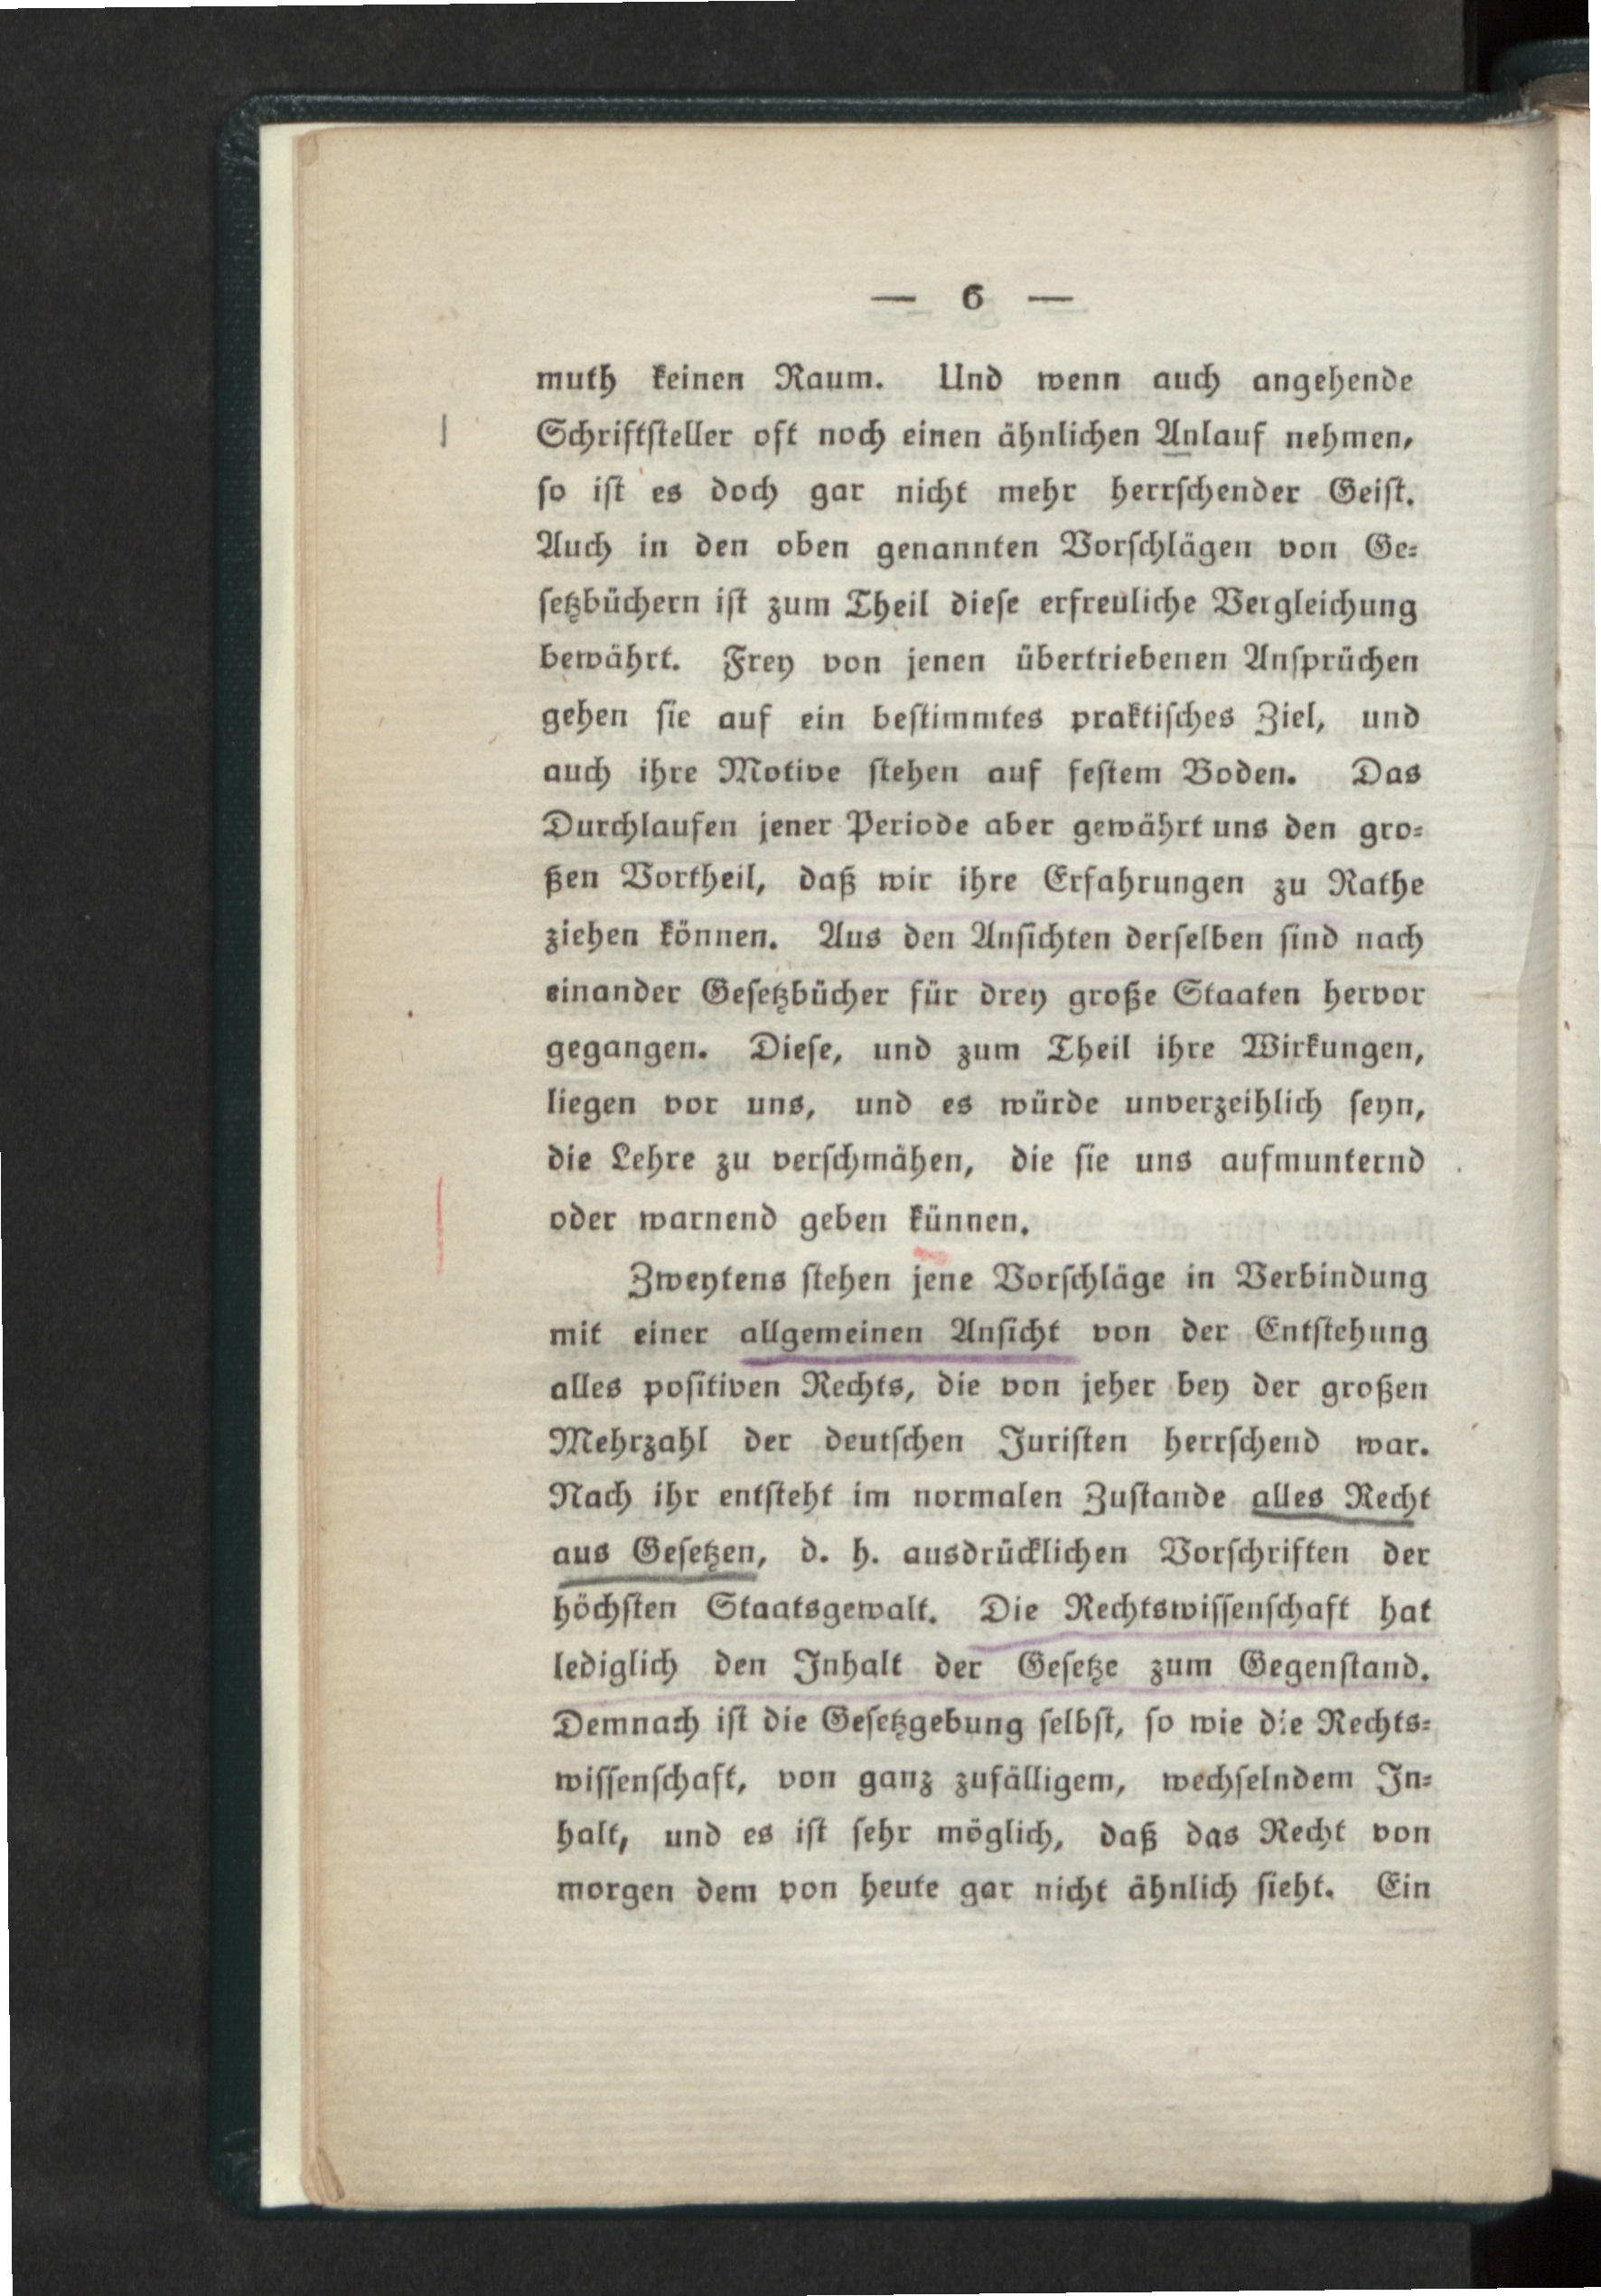 — 6 —
muth keinen Raum. Und wenn auch angehende
Schriftsteller oft noch einen ähnlichen Anlauf nehmen,
so ist es doch gar nicht mehr herrschender Geist.
Auch in den oben genannten Vorschlägen von Ge-
setzbüchern ist zum Theil diese erfreuliche Vergleichung
bewährt. Frey von jenen übertriebenen Ansprüchen
gehen sie auf ein bestimmtes praktisches Ziel, und
auch ihre Motive stehen auf festem Boden. Das
Durchlaufen jener Periode aber gewährt uns den gro-
ßen Vortheil, daß wir ihre Erfahrungen zu Rathe
ziehen können. Aus den Ansichten derselben sind nach
einander Gesetzbücher für drey große Staaten hervor
gegangen. Diese, und zum Theil ihre Wirkungen,
liegen vor uns, und es würde unverzeihlich seyn,
die Lehre zu verschmähen, die sie uns aufmunternd
oder warnend geben künnen.
Zweytens stehen jene Vorschläge in Verbindung
mit einer allgemeinen Ansicht von der Entstehung
alles positiven Rechts, die von jeher bey der großen
Mehrzahl der deutschen Juristen herrschend war.
Nach ihr entsteht im normalen Zustande alles Recht
aus Gesetzen, d. h. ausdrücklichen Vorschriften der
höchsten Staatsgewalt. Die Rechtswissenschaft hat
lediglich den Inhalt der Gesetze zum Gegenstand.
Demnach ist die Gesetzgebung selbst, so wie die Rechts-
wissenschaft, von ganz zufälligem, wechselndem In-
halt, und es ist sehr möglich, daß das Recht von
morgen dem von heute gar nicht ähnlich sieht. Ein